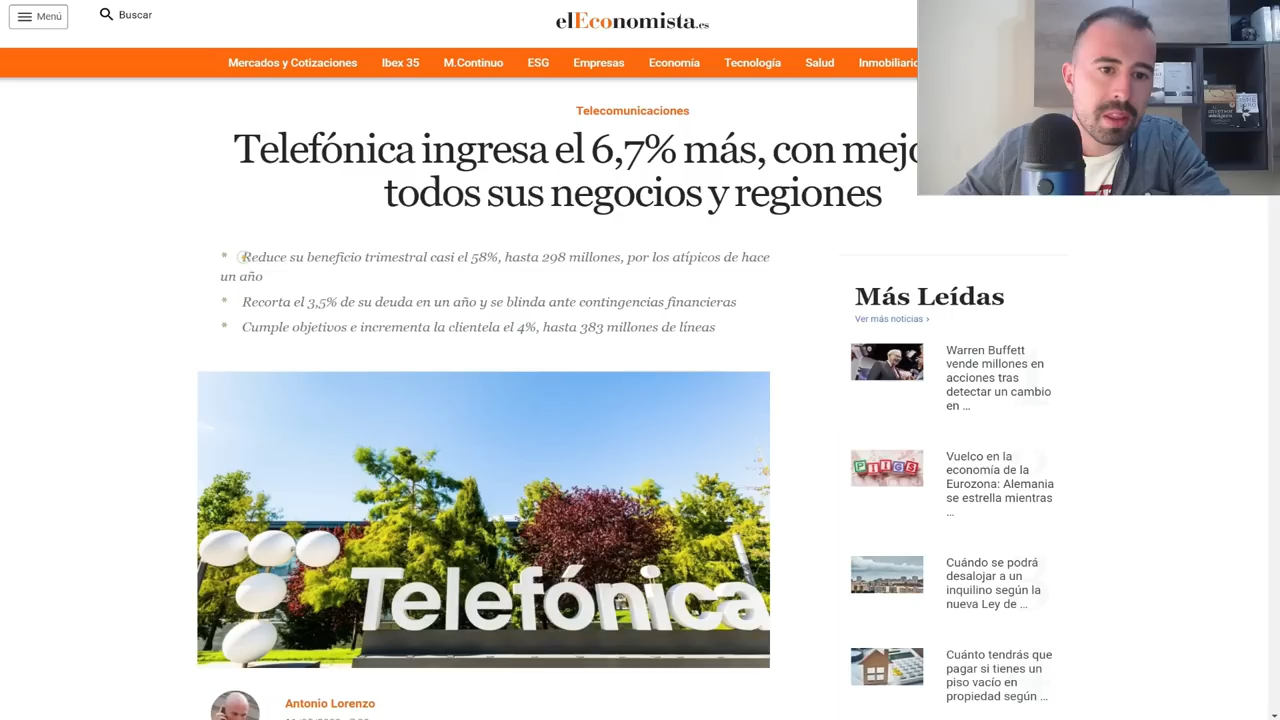 Menú
Buscar
elEconomista.es
Mercados y Cotizaciones Ibex 35 M.Continuo ESG Empresas Economía Tecnología Salud Inmobiliario
Telecomunicaciones
Telefónica ingresa el 6,7% más, con
todos sus negocios y regiones
* Reduce su beneficio trimestral casi el 58%, hasta 298 millones, por los atípicos de hace
un año
* Recorta el 3,5% de su deuda en un año y se blinda ante contingencias financieras
* Cumple objetivos e incrementa la clientela el 4%, hasta 383 millones de líneas
Telefónica
Antonio Lorenzo
Más Leídas
Ver más noticias ›
Warren Buffett
vende millones en
acciones tras
detectar un cambio
en ...
PIIGS
Vuelco en la
economía de la
Eurozona: Alemania
se estrella mientras
...
Cuándo se podrá
desalojar a un
inquilino según la
nueva Ley de ...
Cuánto tendrás que
pagar si tienes un
piso vacío en
propiedad según ...